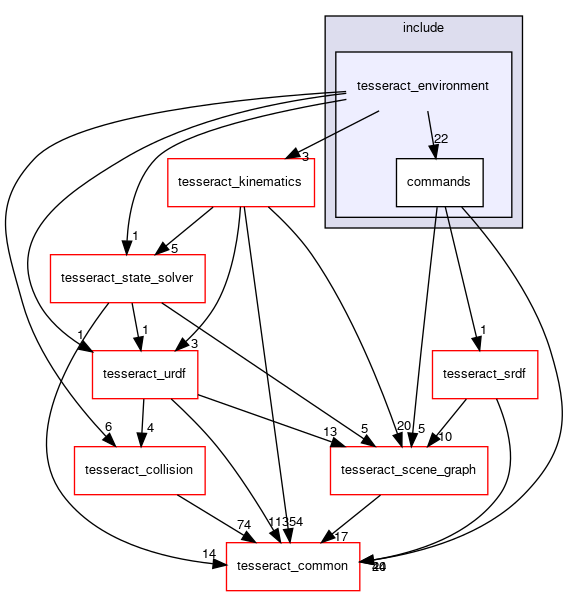 include
tesseract_environment
22
3
tesseract_kinematics
commands
1
5
tesseract_state_solver
1
1
3
1
tesseract_urdf
tesseract_srdf
6
4
13
5
20
5
10
tesseract_collision
tesseract_scene_graph
74
54
17
14
tesseract_common